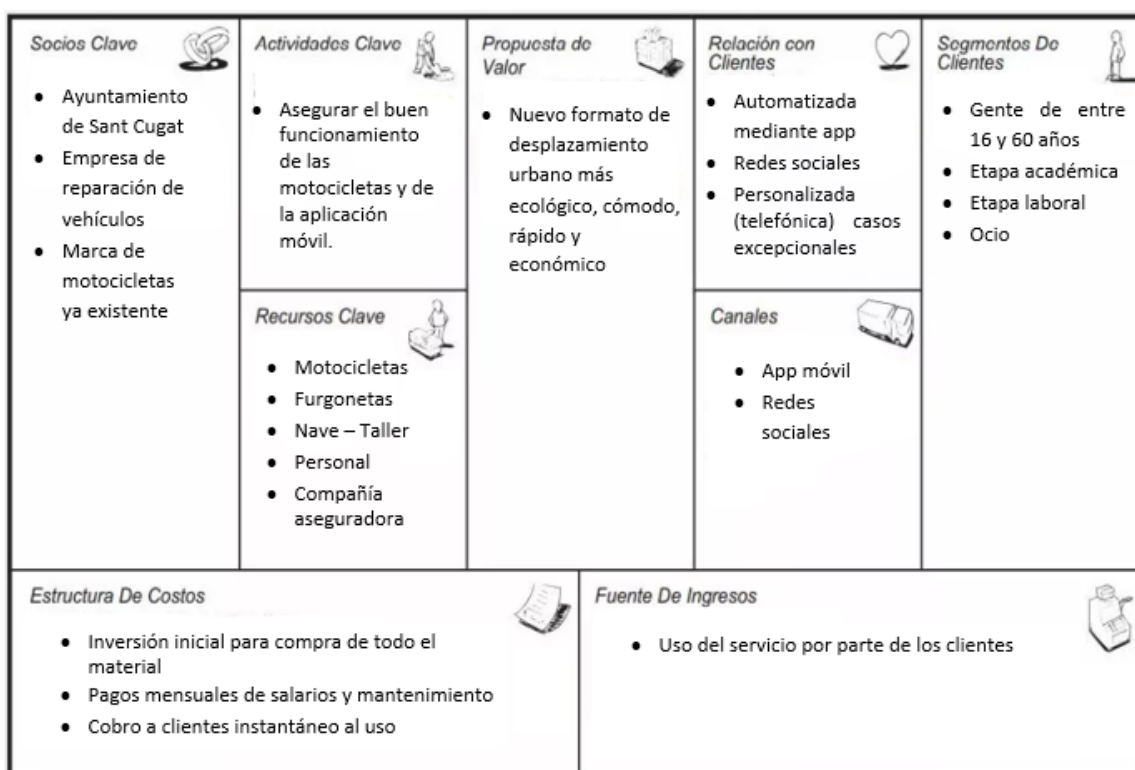 Socios Clave
Ayuntamiento
de Sant Cugat
Empresa de
reparación de
vehículos
Marca de
motocicletas
ya existente
Actividades Clave
Asegurar el buen
funcionamiento
de las
motocicletas y de
la aplicación
móvil.
Recursos Clave
Motocicletas
Furgonetas
Nave – Taller
Personal
Compañía
aseguradora
Propuesta de
Valor
Nuevo formato de
desplazamiento
urbano más
ecológico, cómodo,
rápido y
económico
Relación con
Clientes
Automatizada
mediante app
Redes sociales
Personalizada
(telefónica) casos
excepcionales
Canales
App móvil
Redes
sociales
Segmentos De
Clientes
Gente de entre
16 y 60 años
Etapa académica
Etapa laboral
Ocio
Estructura De Costos
Inversión inicial para compra de todo el
material
Pagos mensuales de salarios y mantenimiento
Cobro a clientes instantáneo al uso
Fuente De Ingresos
Uso del servicio por parte de los clientes